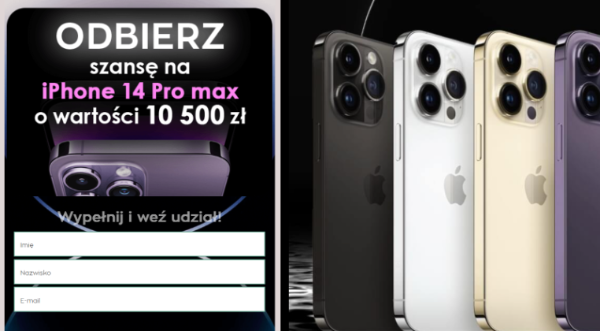 ODBIERZ
szansę na
iPhone 14 Pro max
o wartości 10 500 zł
Wypełnij i weź udział!
Imię
Nazwisko
E-mail